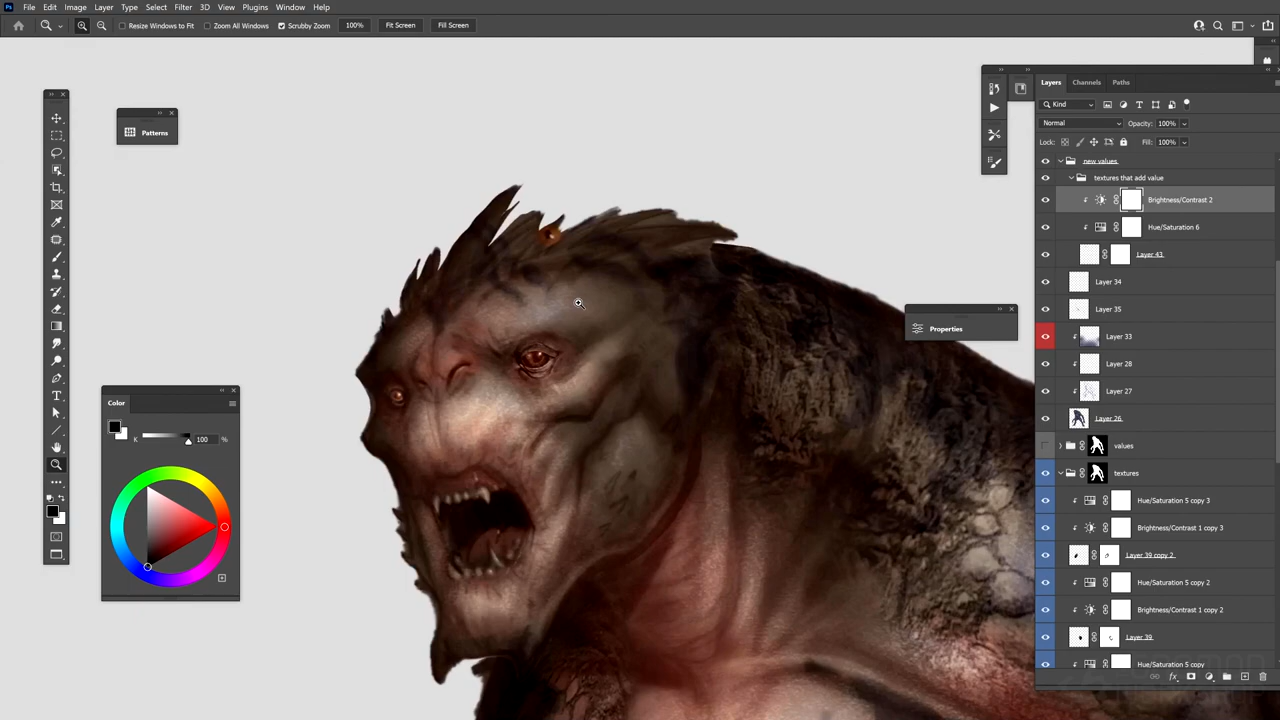 Ps File Edit Image Layer Type Select Filter 3D View Plugins Window Help
Resize Windows to Fit Zoom All Windows Scrubby Zoom 100% Fit Screen Fill Screen
Layers Channels Paths
Kind
Normal Opacity: 100%
Lock: Fill: 100%
new values
textures that add value
Brightness/Contrast 2
Hue/Saturation 6
Layer 43
Layer 34
Layer 35
Layer 33
Layer 28
Layer 27
Layer 26
values
textures
Hue/Saturation 5 copy 3
Brightness/Contrast 1 copy 3
Layer 39 copy 2
Hue/Saturation 5 copy 2
Brightness/Contrast 1 copy 2
Layer 39
Hue/Saturation 5 copy
fx
Patterns
Properties
Color
K 100 %